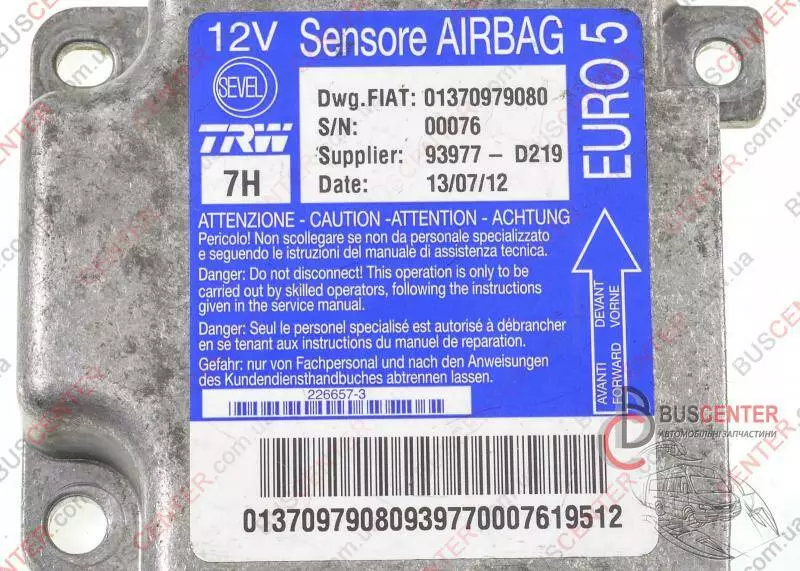 12V Sensore AIRBAG
SEVEL
TRW
7H
Dwg.FIAT: 01370979080
S/N: 00076
Supplier: 93977 - D219
Date: 13/07/12
EURO 5
ATTENZIONE - CAUTION -ATTENTION - ACHTUNG
Pericolo! Non scollegare se non da personale specializzato
e seguendo le istruzioni del manuale di assistenza tecnica.
Danger: Do not disconnect! This operation is only to be
carried out by skilled operators, following the instructions
given in the service manual.
Danger: Seul le personel spécialisé est autorisé à débrancher
en se tenant aux instructions du manuel de reparation.
Gefahr: nur von Fachpersonal und nach den Anweisungen
des Kundendiensthandbuches abtrennen lassen.
AVANTI DEVANT
FORWARD VORNE
226657-3
01370979080939770007619512
BUSCENTER
АВТОМОБІЛЬНІ ЗАПЧАСТИНИ
BUSCENTER.com.ua